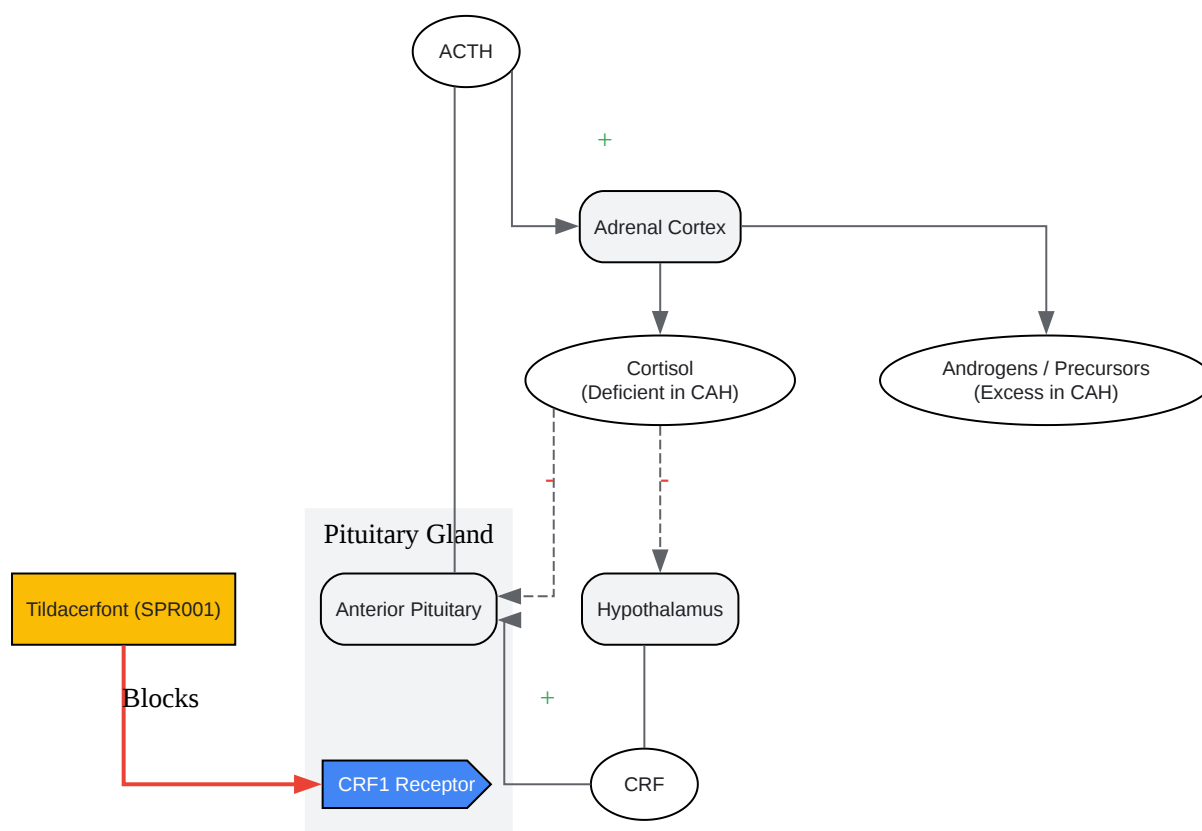 ACTH
+
Adrenal Cortex
Cortisol
(Deficient in CAH)
Androgens / Precursors
(Excess in CAH)
-
-
Pituitary Gland
Tildacerfont (SPR001)
Anterior Pituitary
Hypothalamus
Blocks
+
CRF1 Receptor
CRF